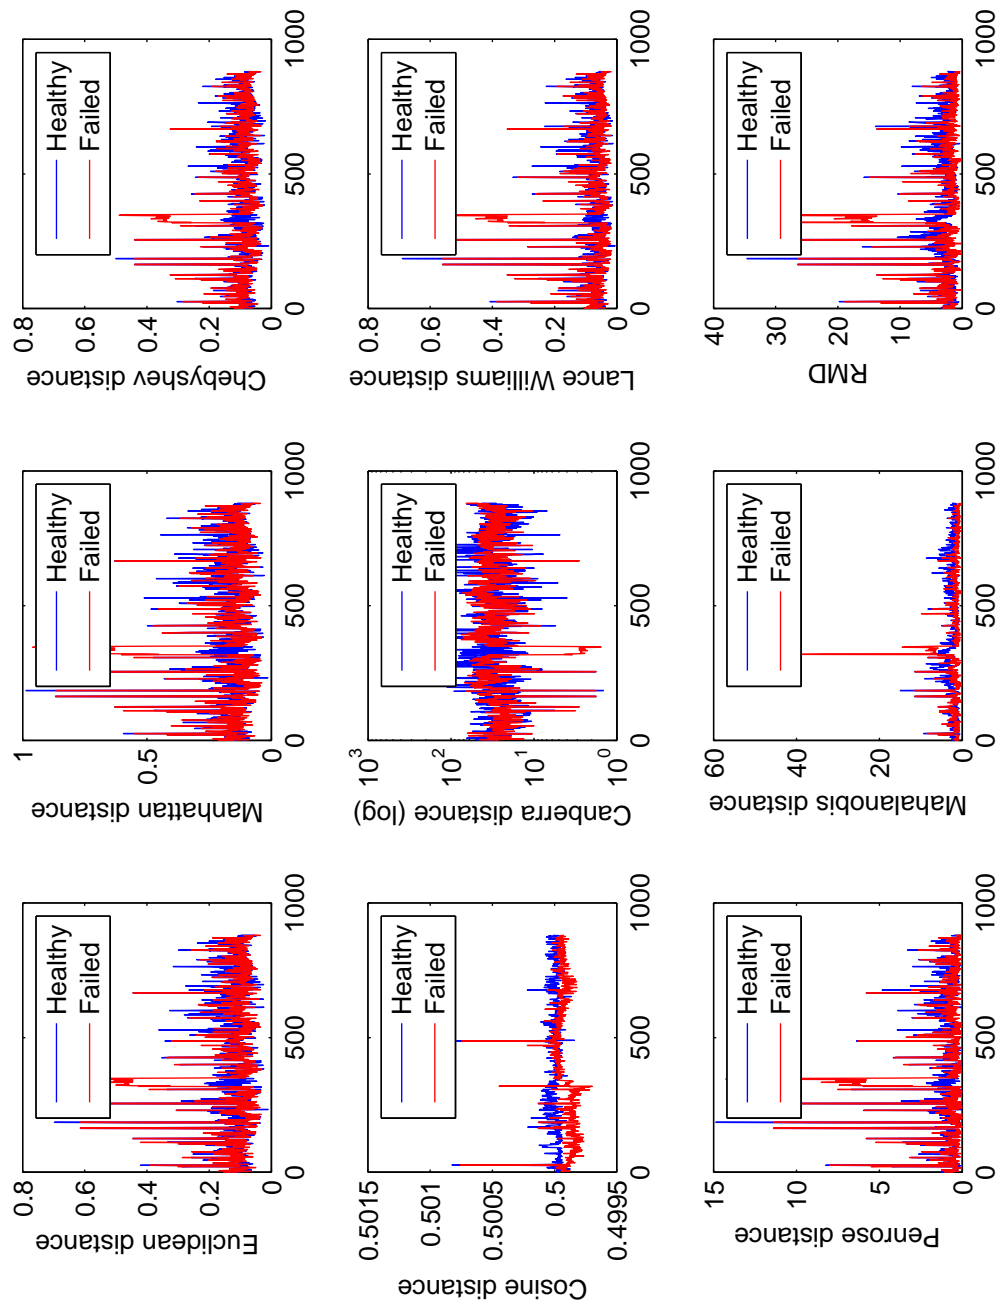 Euclidean distance
0.8
0.6
0.4
0.2
0
500
1000
Healthy
Failed
Manhattan distance
1
0.5
0
0
500
1000
Healthy
Failed
Chebyshev distance
0.8
0.6
0.4
0.2
0
0
500
1000
Healthy
Failed
Cosine distance
0.5015
0.501
0.5005
0.5
0.4995
0
500
1000
Healthy
Failed
Canberra distance (log)
10^3
10^2
10^1
10^0
0
500
1000
Healthy
Failed
Lance Williams distance
0.8
0.6
0.4
0.2
0
0
500
1000
Healthy
Failed
Penrose distance
15
10
5
0
0
500
1000
Healthy
Failed
Mahalanobis distance
60
40
20
0
0
500
1000
Healthy
Failed
RMD
40
30
20
10
0
0
500
1000
Healthy
Failed